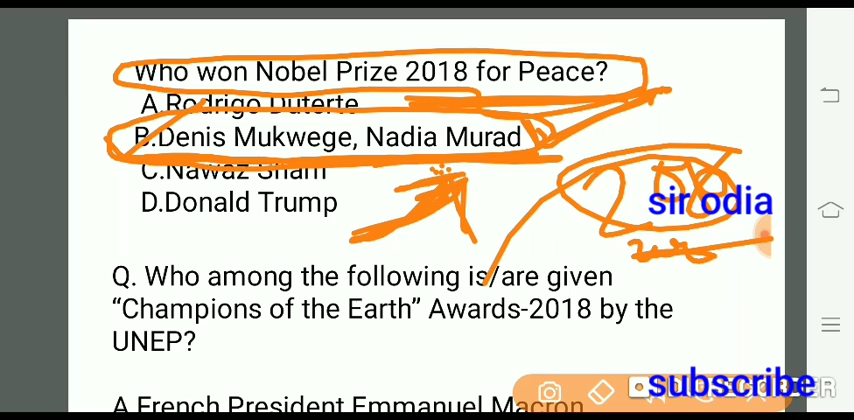 Who won Nobel Prize 2018 for Peace?
A.Rodrigo Duterte
B.Denis Mukwege, Nadia Murad
C.Nawaz Sharif
D.Donald Trump
sir odia
Q. Who among the following is/are given
“Champions of the Earth” Awards-2018 by the
UNEP?
A French President Emmanuel Macron
subscribe